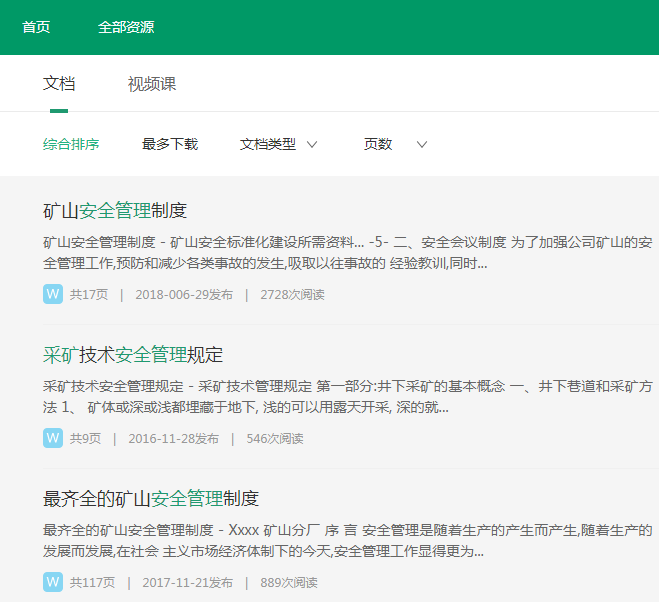 首页 全部资源
文档 视频课
综合排序 最多下载 文档类型 页数
矿山安全管理制度
矿山安全管理制度 - 矿山安全标准化建设所需资料... -5- 二、安全会议制度 为了加强公司矿山的安
全管理工作,预防和减少各类事故的发生,吸取以往事故的 经验教训,同时...
W 共17页 | 2018-006-29发布 | 2728次阅读
采矿技术安全管理规定
采矿技术安全管理规定 - 采矿技术管理规定 第一部分:井下采矿的基本概念 一、井下巷道和采矿方
法 1、 矿体或深或浅都埋藏于地下, 浅的可以用露天开采, 深的就...
W 共9页 | 2016-11-28发布 | 546次阅读
最齐全的矿山安全管理制度
最齐全的矿山安全管理制度 - Xxxx 矿山分厂 序 言 安全管理是随着生产的产生而产生,随着生产的
发展而发展,在社会 主义市场经济体制下的今天,安全管理工作显得更为...
W 共117页 | 2017-11-21发布 | 889次阅读